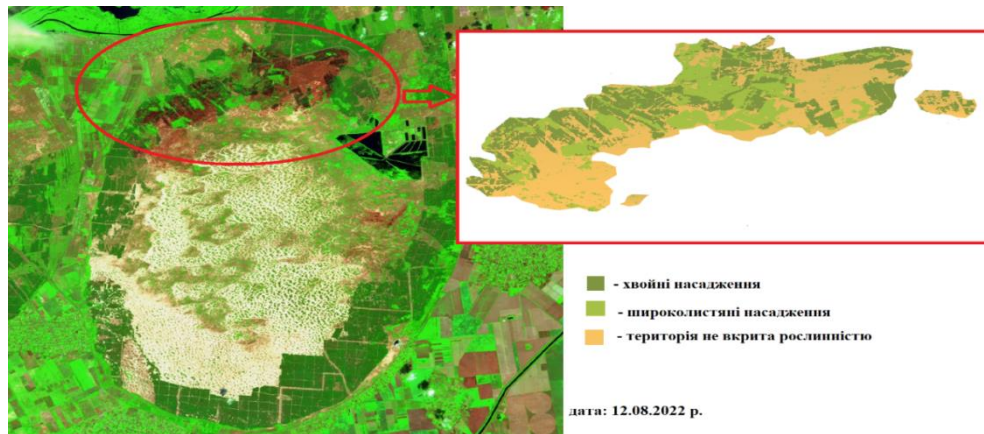 - хвойні насадження
- широколистяні насадження
- територія не вкрита рослинністю
дата: 12.08.2022 р.